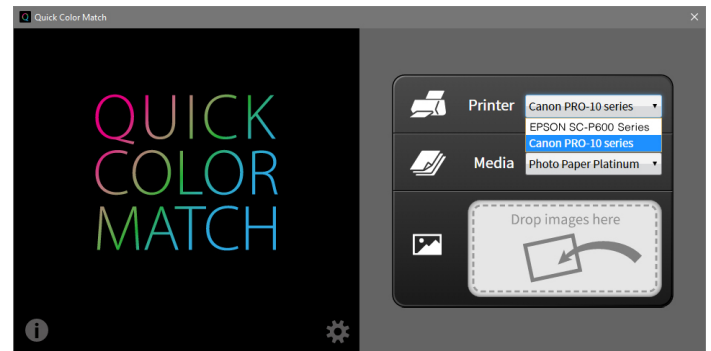 Quick Color Match
QUICK
COLOR
MATCH
Printer
Canon PRO-10 series
EPSON SC-P600 Series
Canon PRO-10 series
Media
Photo Paper Platinum
Drop images here